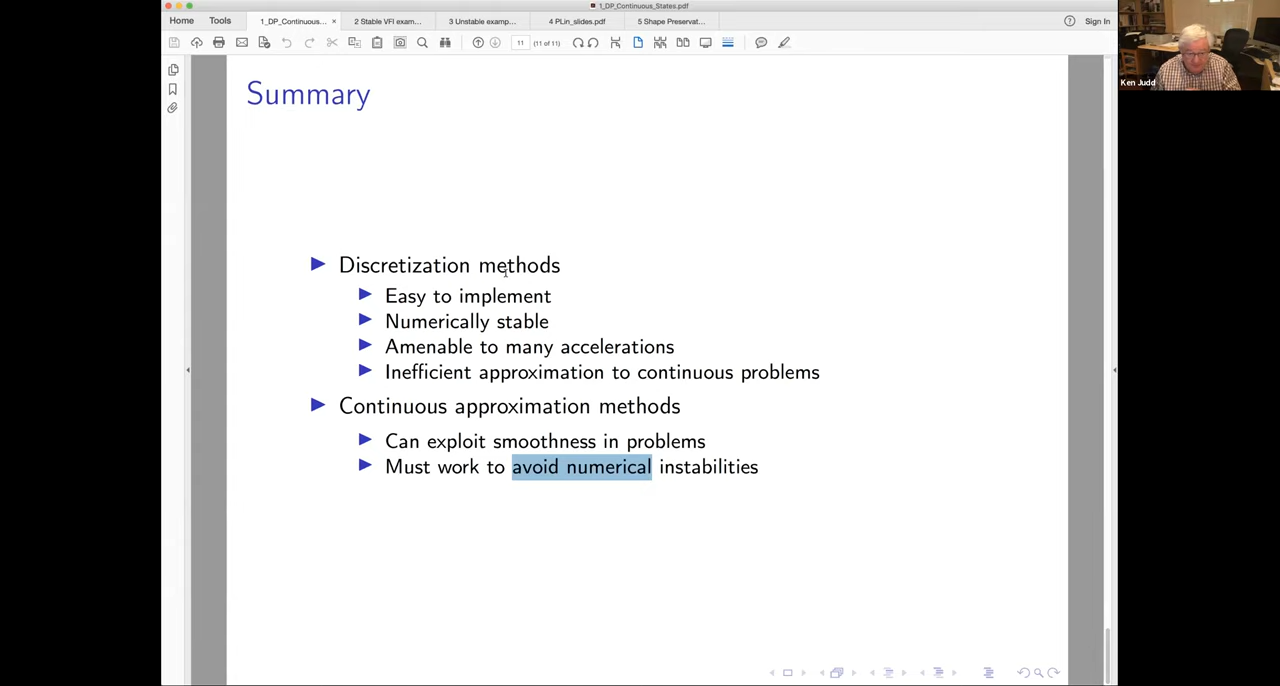 1_DP_Continuous_States.pdf
Home
Tools
1_DP_Continuous... ×
2 Stable VFI exam...
3 Unstable examp...
4 PLin_slides.pdf
5 Shape Preservat...
? Sign In
11 (11 of 11)
Ken Judd
Summary
Discretization methods
Easy to implement
Numerically stable
Amenable to many accelerations
Inefficient approximation to continuous problems
Continuous approximation methods
Can exploit smoothness in problems
Must work to avoid numerical instabilities